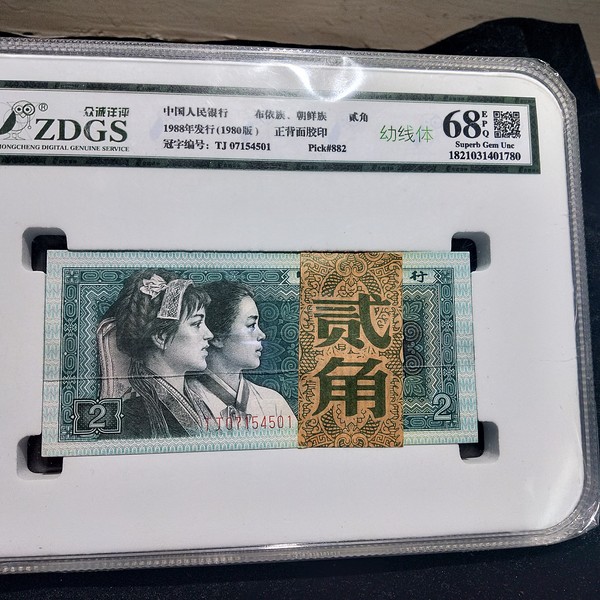 ®
众诚评评
ZDGS
HONGCHENG DIGITAL GENUINE SERVICE
中国人民银行 布依族、朝鲜族 贰角
1988年发行(1980版) 正背面胶印
冠字编号: TJ 07154501 Pick#882
幼线体
68 EPQ
Superb Gem Unc
1821031401780
行
贰角
2
TJ07154501
2